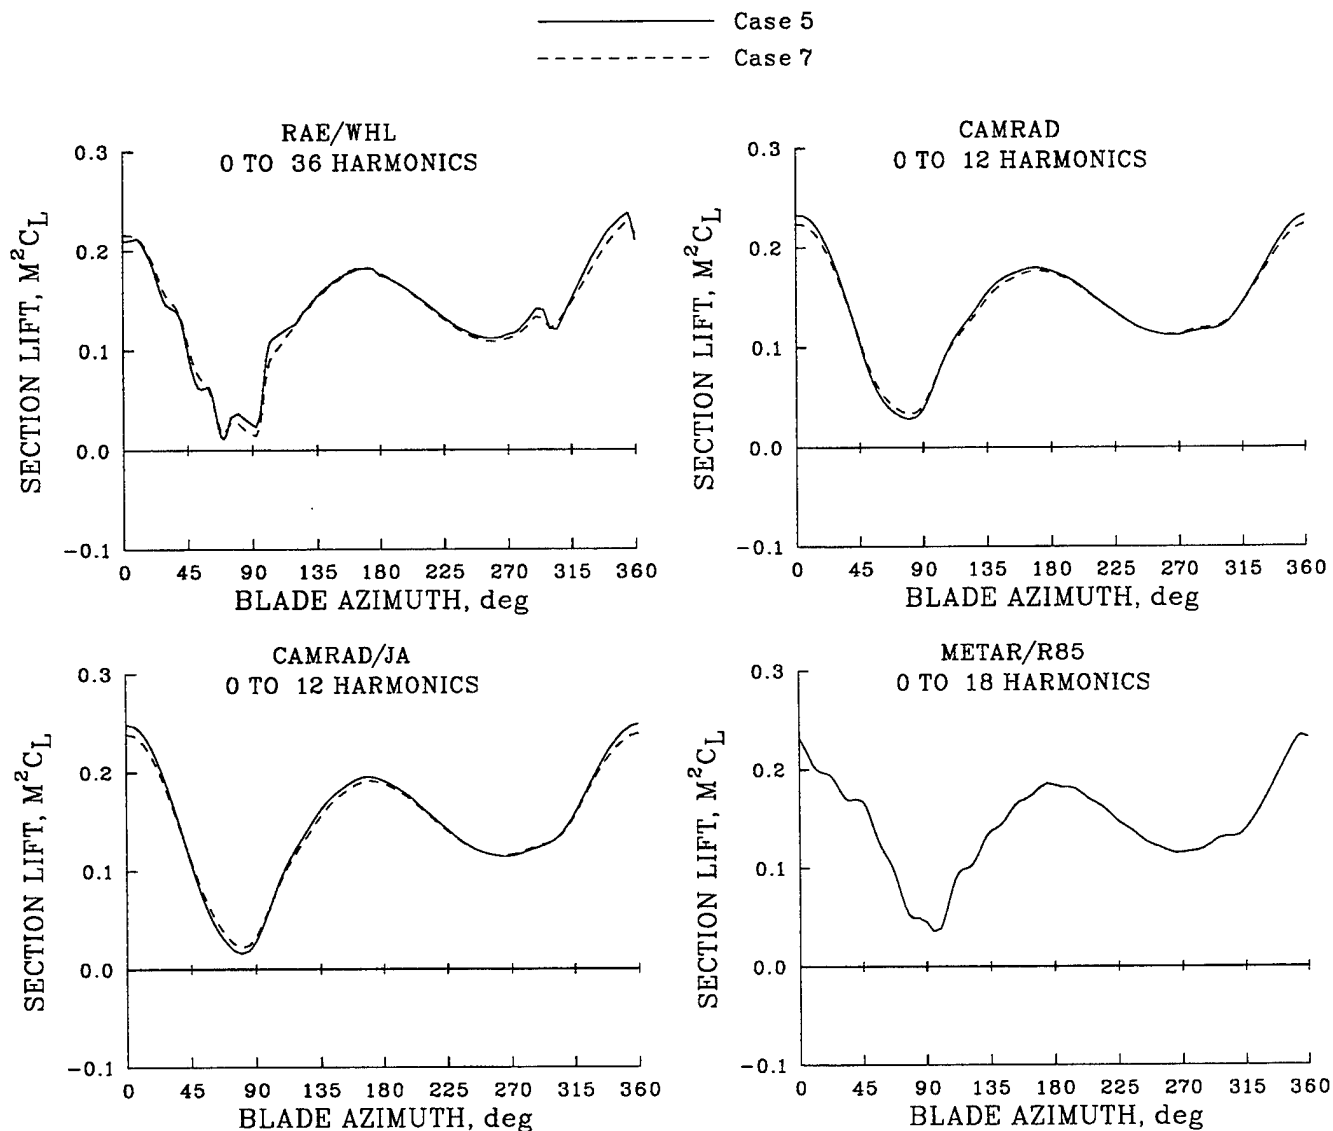 Case 5
Case 7
RAE/WHL
0 TO 36 HARMONICS
SECTION LIFT, M²C_L
0.3
0.2
0.1
0.0
−0.1
0 45 90 135 180 225 270 315 360
BLADE AZIMUTH, deg
CAMRAD
0 TO 12 HARMONICS
SECTION LIFT, M²C_L
0.3
0.2
0.1
0.0
−0.1
0 45 90 135 180 225 270 315 360
BLADE AZIMUTH, deg
CAMRAD/JA
0 TO 12 HARMONICS
SECTION LIFT, M²C_L
0.3
0.2
0.1
0.0
−0.1
0 45 90 135 180 225 270 315 360
BLADE AZIMUTH, deg
METAR/R85
0 TO 18 HARMONICS
SECTION LIFT, M²C_L
0.3
0.2
0.1
0.0
−0.1
0 45 90 135 180 225 270 315 360
BLADE AZIMUTH, deg